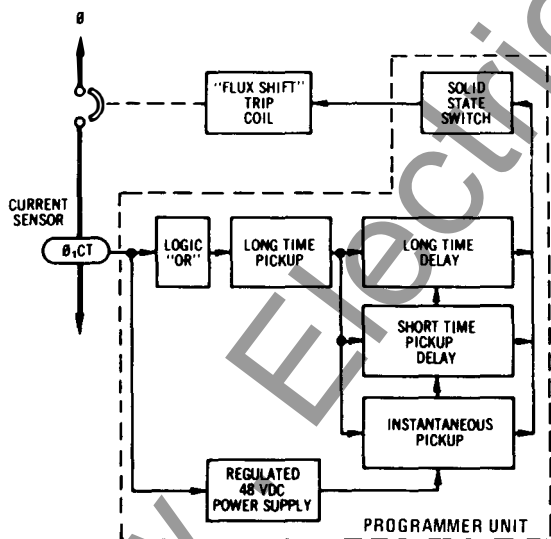 Ø
"FLUX SHIFT"
TRIP
COIL
SOLID
STATE
SWITCH
CURRENT
SENSOR
Ø₁CT
LOGIC
"OR"
LONG TIME
PICKUP
LONG TIME
DELAY
SHORT TIME
PICKUP
DELAY
INSTANTANEOUS
PICKUP
REGULATED
48 VDC
POWER SUPPLY
PROGRAMMER UNIT
Electric